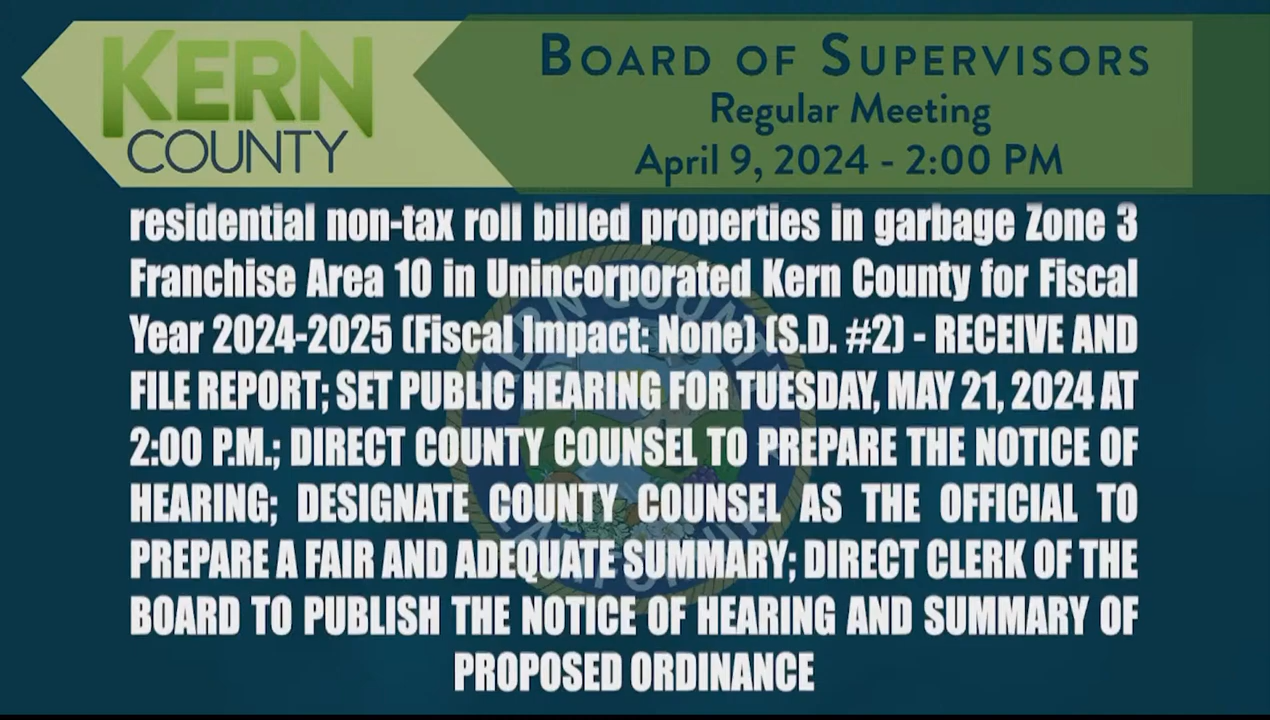 KERN
COUNTY
BOARD OF SUPERVISORS
Regular Meeting
April 9, 2024 - 2:00 PM
residential non-tax roll billed properties in garbage Zone 3
Franchise Area 10 in Unincorporated Kern County for Fiscal
Year 2024-2025 (Fiscal Impact: None) (S.D. #2) - RECEIVE AND
FILE REPORT; SET PUBLIC HEARING FOR TUESDAY, MAY 21, 2024 AT
2:00 P.M.; DIRECT COUNTY COUNSEL TO PREPARE THE NOTICE OF
HEARING; DESIGNATE COUNTY COUNSEL AS THE OFFICIAL TO
PREPARE A FAIR AND ADEQUATE SUMMARY; DIRECT CLERK OF THE
BOARD TO PUBLISH THE NOTICE OF HEARING AND SUMMARY OF
PROPOSED ORDINANCE
KERN COUNTY
CALIFORNIA